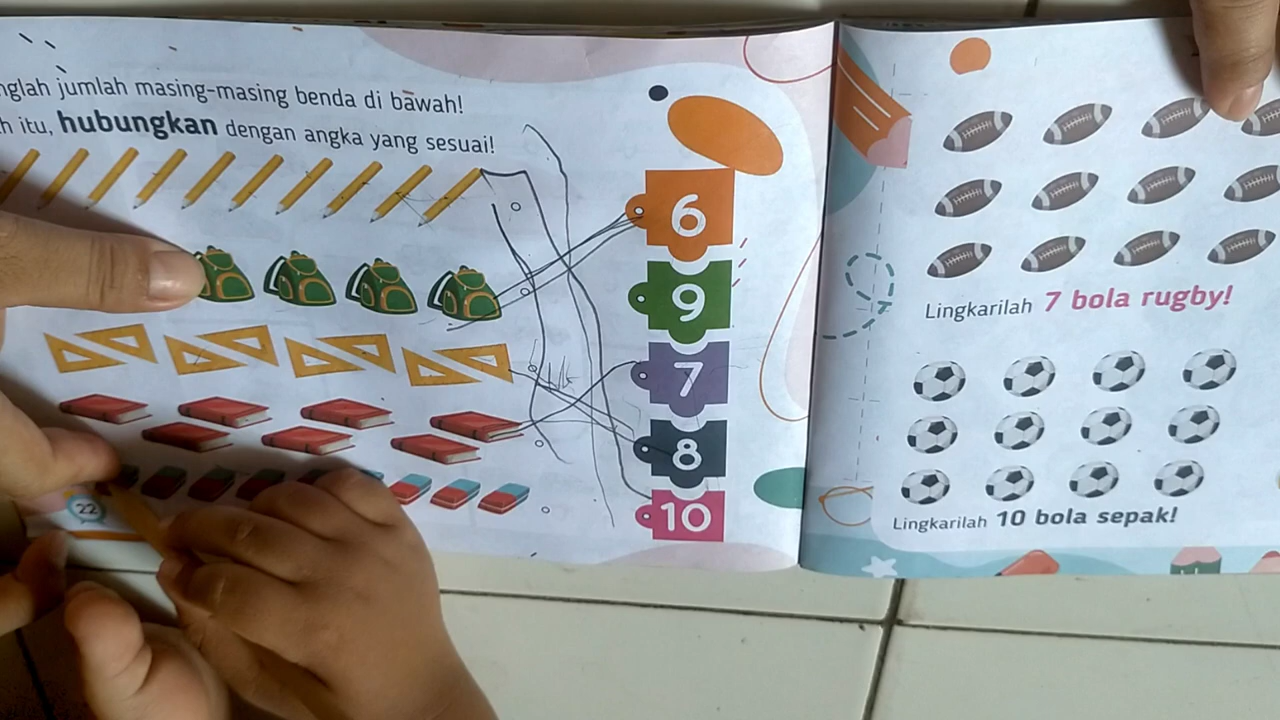 jumlah masing-masing benda di bawah!
itu, hubungkan dengan angka yang sesuai!
6
9
7
8
10
22
Lingkarilah 7 bola rugby!
Lingkarilah 10 bola sepak!